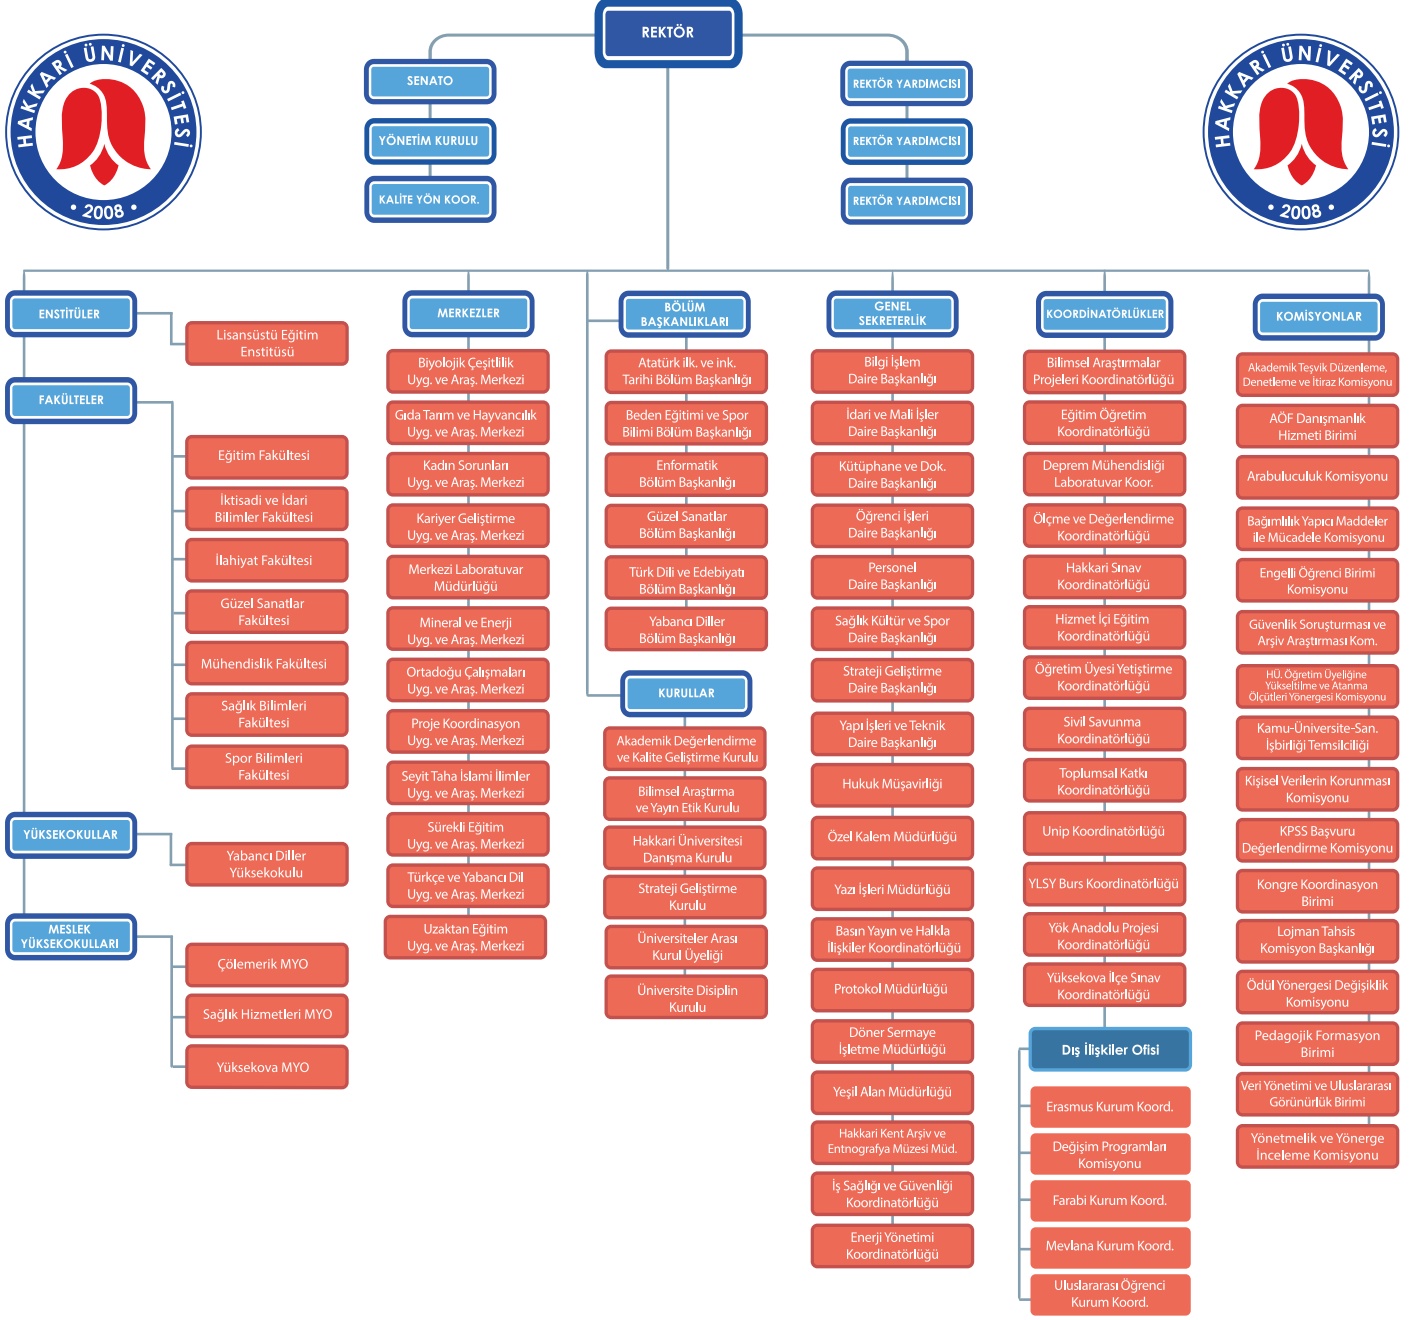 REKTÖR
HAKKARİ ÜNİVERSİTESİ
• 2008 •
SENATO
YÖNETİM KURULU
KALİTE YÖN KOOR.
REKTÖR YARDIMCISI
REKTÖR YARDIMCISI
REKTÖR YARDIMCISI
HAKKARİ ÜNİVERSİTESİ
• 2008 •
ENSTİTÜLER
Lisansüstü Eğitim
Enstitüsü
FAKÜLTELER
Eğitim Fakültesi
İktisadi ve İdari
Bilimler Fakültesi
İlahiyat Fakültesi
Güzel Sanatlar
Fakültesi
Mühendislik Fakültesi
Sağlık Bilimleri
Fakültesi
Spor Bilimleri
Fakültesi
YÜKSEKOKULLAR
Yabancı Diller
Yüksekokulu
MESLEK
YÜKSEKOKULLARI
Çölemerik MYO
Sağlık Hizmetleri MYO
Yüksekova MYO
MERKEZLER
Biyolojik Çeşitlilik
Uyg. ve Araş. Merkezi
Gıda Tarım ve Hayvancılık
Uyg. ve Araş. Merkezi
Kadın Sorunları
Uyg. ve Araş. Merkezi
Kariyer Geliştirme
Uyg. ve Araş. Merkezi
Merkezi Laboratuvar
Müdürlüğü
Mineral ve Enerji
Uyg. ve Araş. Merkezi
Ortadoğu Çalışmaları
Uyg. ve Araş. Merkezi
Proje Koordinasyon
Uyg. ve Araş. Merkezi
Seyit Taha İslami İlimler
Uyg. ve Araş. Merkezi
Sürekli Eğitim
Uyg. ve Araş. Merkezi
Türkçe ve Yabancı Dil
Uyg. ve Araş. Merkezi
Uzaktan Eğitim
Uyg. ve Araş. Merkezi
BÖLÜM
BAŞKANLIKLARI
Atatürk ilk. ve ink.
Tarihi Bölüm Başkanlığı
Beden Eğitimi ve Spor
Bilimi Bölüm Başkanlığı
Enformatik
Bölüm Başkanlığı
Güzel Sanatlar
Bölüm Başkanlığı
Türk Dili ve Edebiyatı
Bölüm Başkanlığı
Yabancı Diller
Bölüm Başkanlığı
KURULLAR
Akademik Değerlendirme
ve Kalite Geliştirme Kurulu
Bilimsel Araştırma
ve Yayın Etik Kurulu
Hakkari Üniversitesi
Danışma Kurulu
Strateji Geliştirme
Kurulu
Üniversiteler Arası
Kurul Üyeliği
Üniversite Disiplin
Kurulu
GENEL
SEKRETERLİK
Bilgi İşlem
Daire Başkanlığı
İdari ve Mali İşler
Daire Başkanlığı
Kütüphane ve Dok.
Daire Başkanlığı
Öğrenci İşleri
Daire Başkanlığı
Personel
Daire Başkanlığı
Sağlık Kültür ve Spor
Daire Başkanlığı
Strateji Geliştirme
Daire Başkanlığı
Yapı İşleri ve Teknik
Daire Başkanlığı
Hukuk Müşavirliği
Özel Kalem Müdürlüğü
Yazı İşleri Müdürlüğü
Basın Yayın ve Halkla
İlişkiler Koordinatörlüğü
Protokol Müdürlüğü
Döner Sermaye
İşletme Müdürlüğü
Yeşil Alan Müdürlüğü
Hakkari Kent Arşiv ve
Entnografya Müzesi Müd.
İş Sağlığı ve Güvenliği
Koordinatörlüğü
Enerji Yönetimi
Koordinatörlüğü
KOORDİNATÖRLÜKLER
Bilimsel Araştırmalar
Projeleri Koordinatörlüğü
Eğitim Öğretim
Koordinatörlüğü
Deprem Mühendisliği
Laboratuvar Koor.
Ölçme ve Değerlendirme
Koordinatörlüğü
Hakkari Sınav
Koordinatörlüğü
Hizmet İçi Eğitim
Koordinatörlüğü
Öğretim Üyesi Yetiştirme
Koordinatörlüğü
Sivil Savunma
Koordinatörlüğü
Toplumsal Katkı
Koordinatörlüğü
Unip Koordinatörlüğü
YLSY Burs Koordinatörlüğü
Yök Anadolu Projesi
Koordinatörlüğü
Yüksekova İlçe Sınav
Koordinatörlüğü
Dış İlişkiler Ofisi
Erasmus Kurum Koord.
Değişim Programları
Komisyonu
Farabi Kurum Koord.
Mevlana Kurum Koord.
Uluslararası Öğrenci
Kurum Koord.
KOMİSYONLAR
Akademik Teşvik Düzenleme,
Denetleme ve İtiraz Komisyonu
AÖF Danışmanlık
Hizmeti Birimi
Arabuluculuk Komisyonu
Bağımlılık Yapıcı Maddeler
ile Mücadele Komisyonu
Engelli Öğrenci Birimi
Komisyonu
Güvenlik Soruşturması ve
Arşiv Araştırması Kom.
HÜ. Öğretim Üyeliğine
Yükseltilme ve Atanma
Ölçütleri Yönergesi Komisyonu
Kamu-Üniversite-San.
İşbirliği Temsilciliği
Kişisel Verilerin Korunması
Komisyonu
KPSS Başvuru
Değerlendirme Komisyonu
Kongre Koordinasyon
Birimi
Lojman Tahsis
Komisyon Başkanlığı
Ödül Yönergesi Değişiklik
Komisyonu
Pedagojik Formasyon
Birimi
Veri Yönetimi ve Uluslararası
Görünürlük Birimi
Yönetmelik ve Yönerge
İnceleme Komisyonu